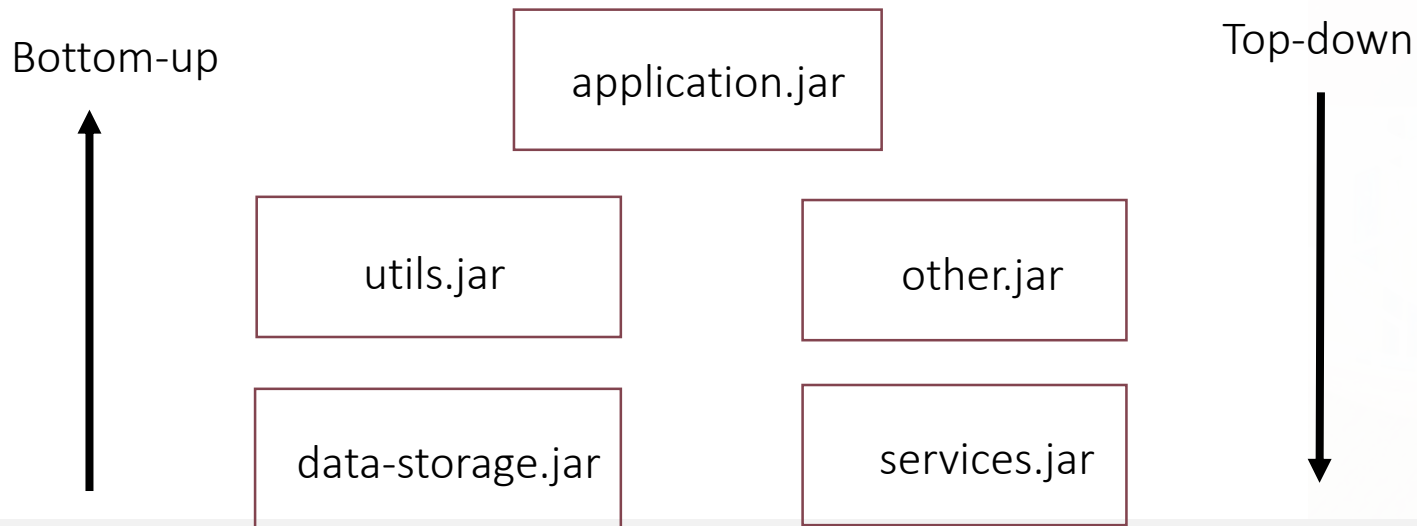 Bottom-up
Top-down
application.jar
utils.jar
other.jar
data-storage.jar
services.jar